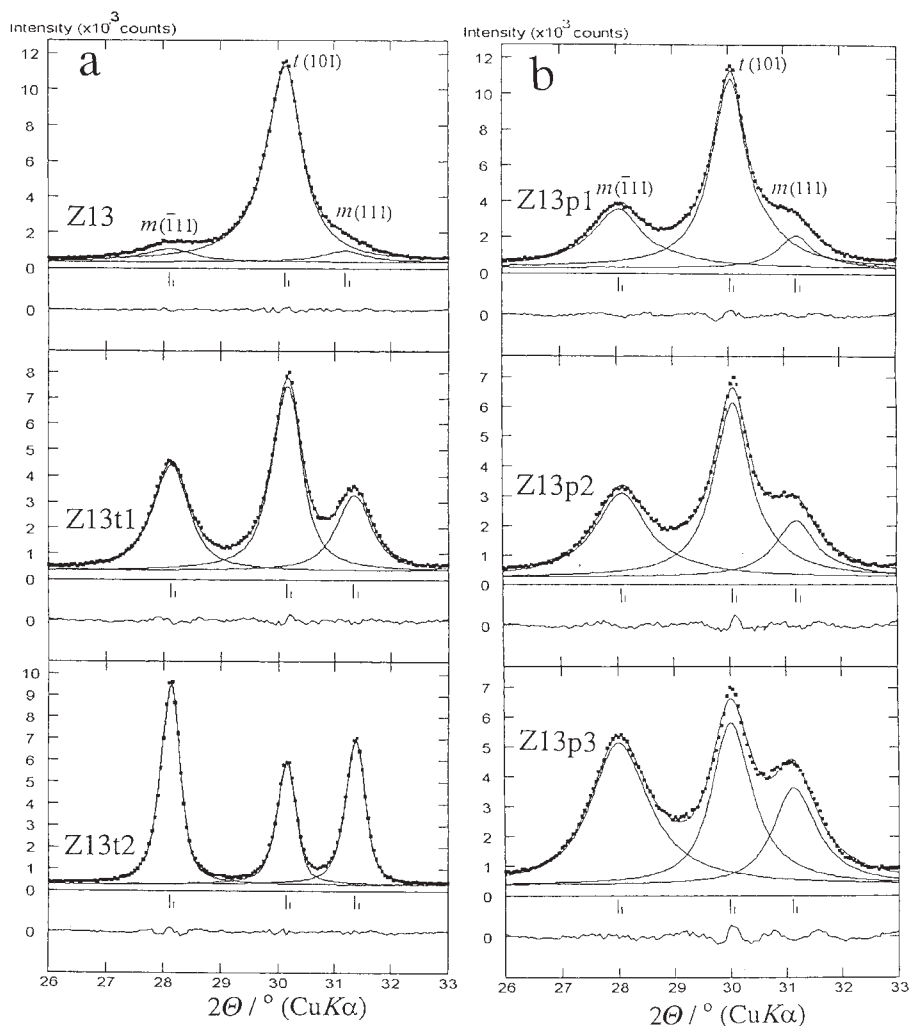 Intensity (x10³ counts)
a
12
10
8
6
4
2
0
t (101)
Z13
m(1̄11)
m(111)
0
8
7
6
5
4
3
2
1
0
Z13t1
0
10
9
8
7
6
5
4
3
2
1
0
Z13t2
0
26 27 28 29 30 31 32 33
2Θ / ° (CuKα)
Intensity (x10³ counts)
b
12
10
8
6
4
2
0
t (101)
Z13p1
m(1̄11)
m(111)
0
7
6
5
4
3
2
1
0
Z13p2
0
7
6
5
4
3
2
1
0
Z13p3
0
26 27 28 29 30 31 32 33
2Θ / ° (CuKα)